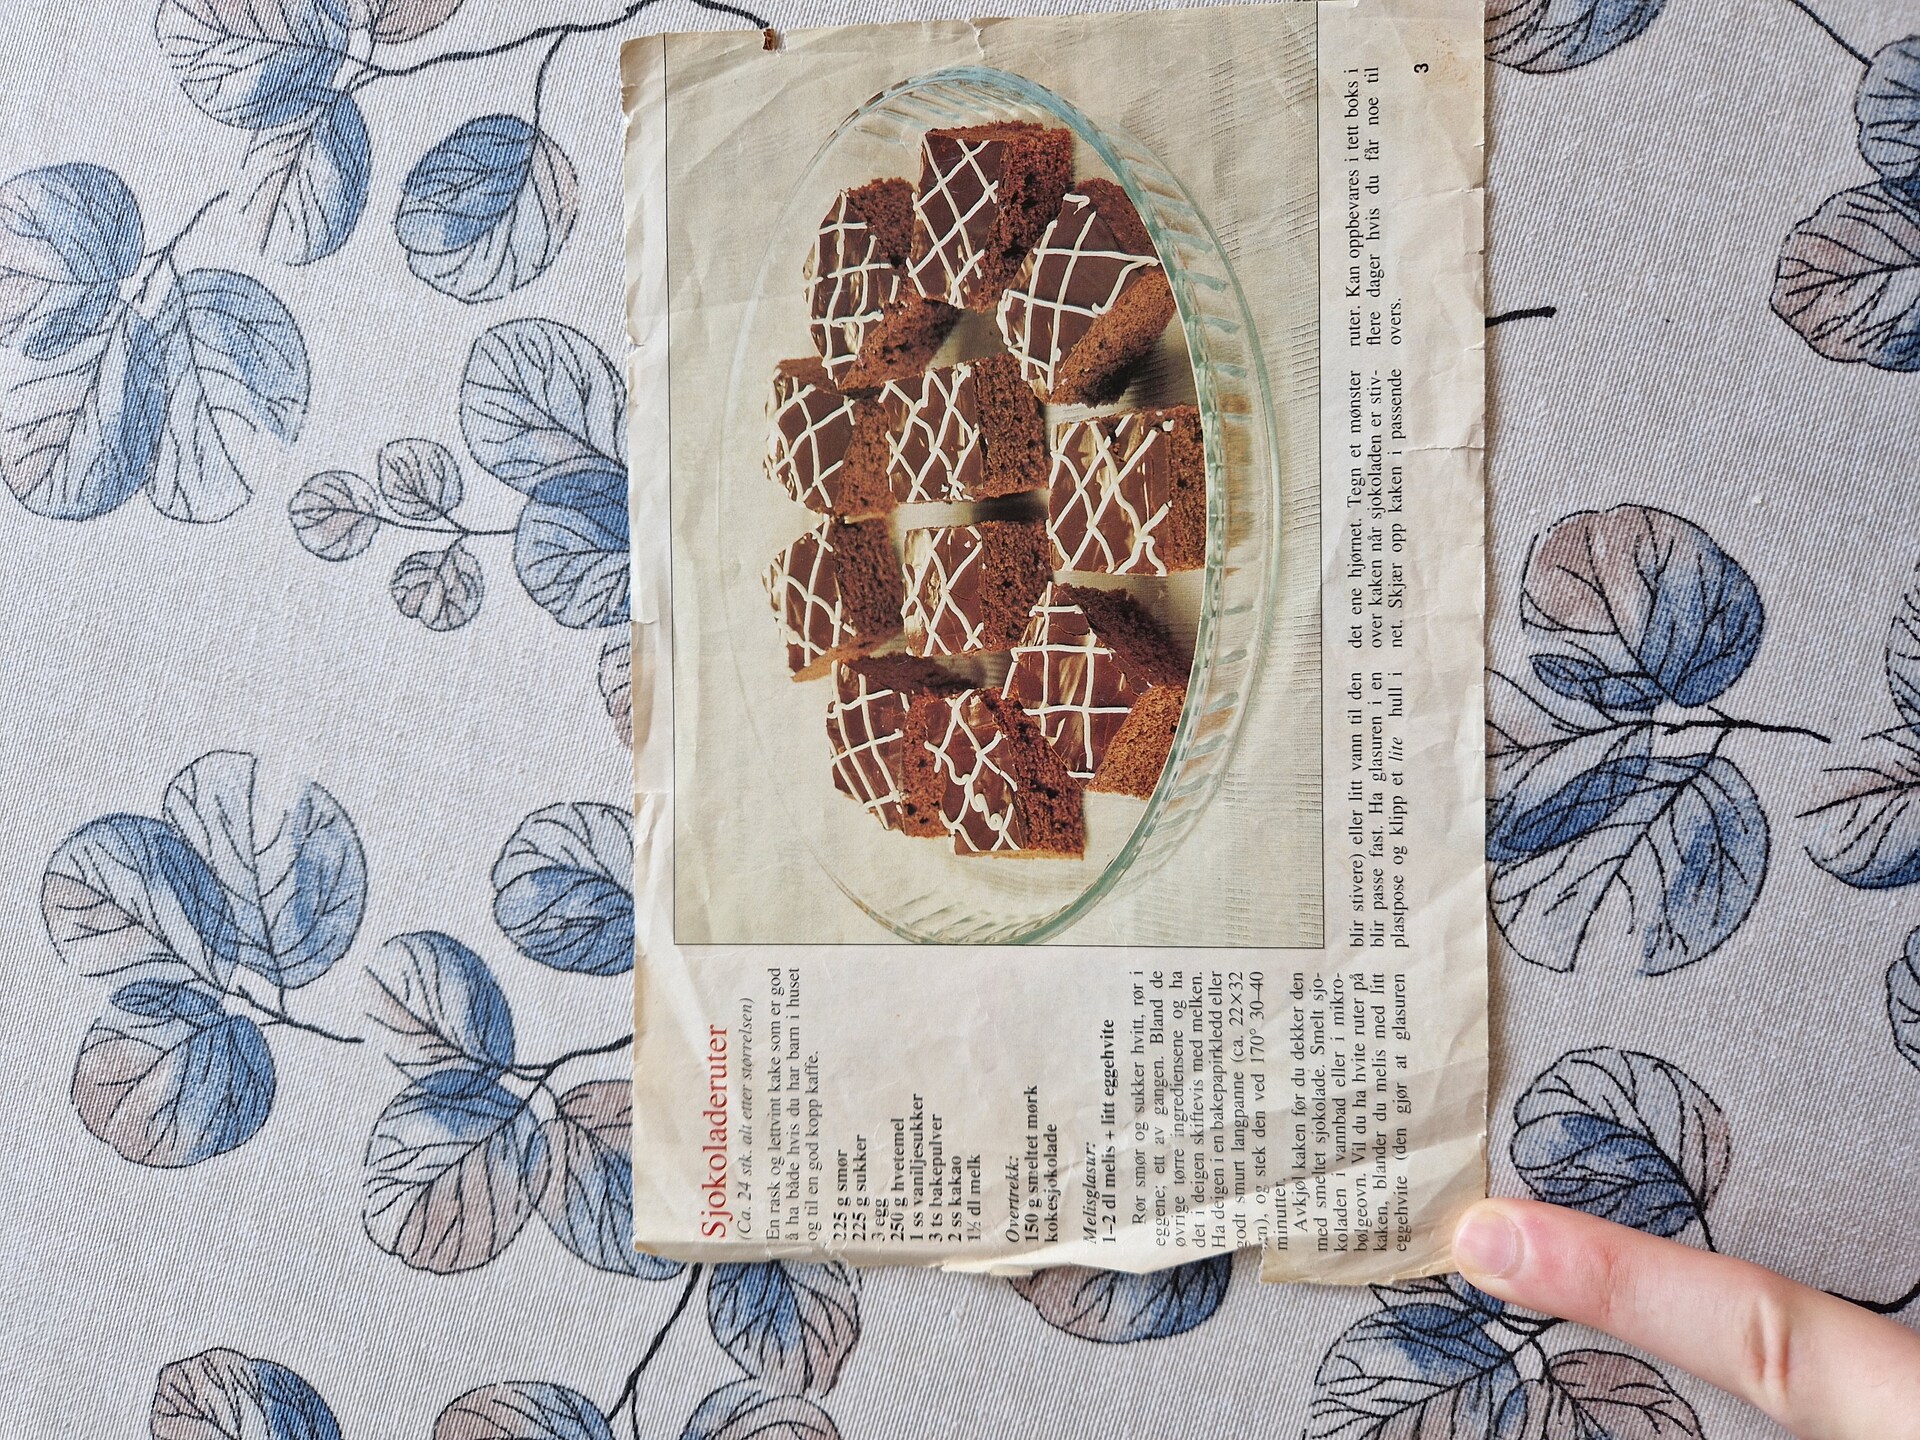 Sjokoladeruter
(Ca. 24 stk. alt etter størrelsen)
En rask og lettvint kake som er god
å ha både hvis du har barn i huset
og til en god kopp kaffe.
225 g smør
225 g sukker
3 egg
250 g hvetemel
1 ss vaniljesukker
3 ts bakepulver
2 ss kakao
1½ dl melk
Overtrekk:
150 g smeltet mørk
kokesjokolade
Melisglasur:
1–2 dl melis + litt eggehvite
Rør smør og sukker hvitt, rør i
eggene; ett av gangen. Bland de
øvrige tørre ingrediensene og ha
det i deigen skiftevis med melken.
Ha deigen i en bakepapirkledd eller
godt smurt langpanne (ca. 22×32
cm), og stek den ved 170° 30–40
minutter.
Avkjøl kaken før du dekker den
med smeltet sjokolade. Smelt sjo-
koladen i vannbad eller i mikro-
bølgeovn. Vil du ha hvite ruter på
kaken, blander du melis med litt
eggehvite (den gjør at glasuren
blir stivere) eller litt vann til den
blir passe fast. Ha glasuren i en
plastpose og klipp et lite hull i
det ene hjørnet. Tegn et mønster
over kaken når sjokoladen er stiv-
net. Skjær opp kaken i passende
ruter. Kan oppbevares i tett boks i
flere dager hvis du får noe til
overs.
3